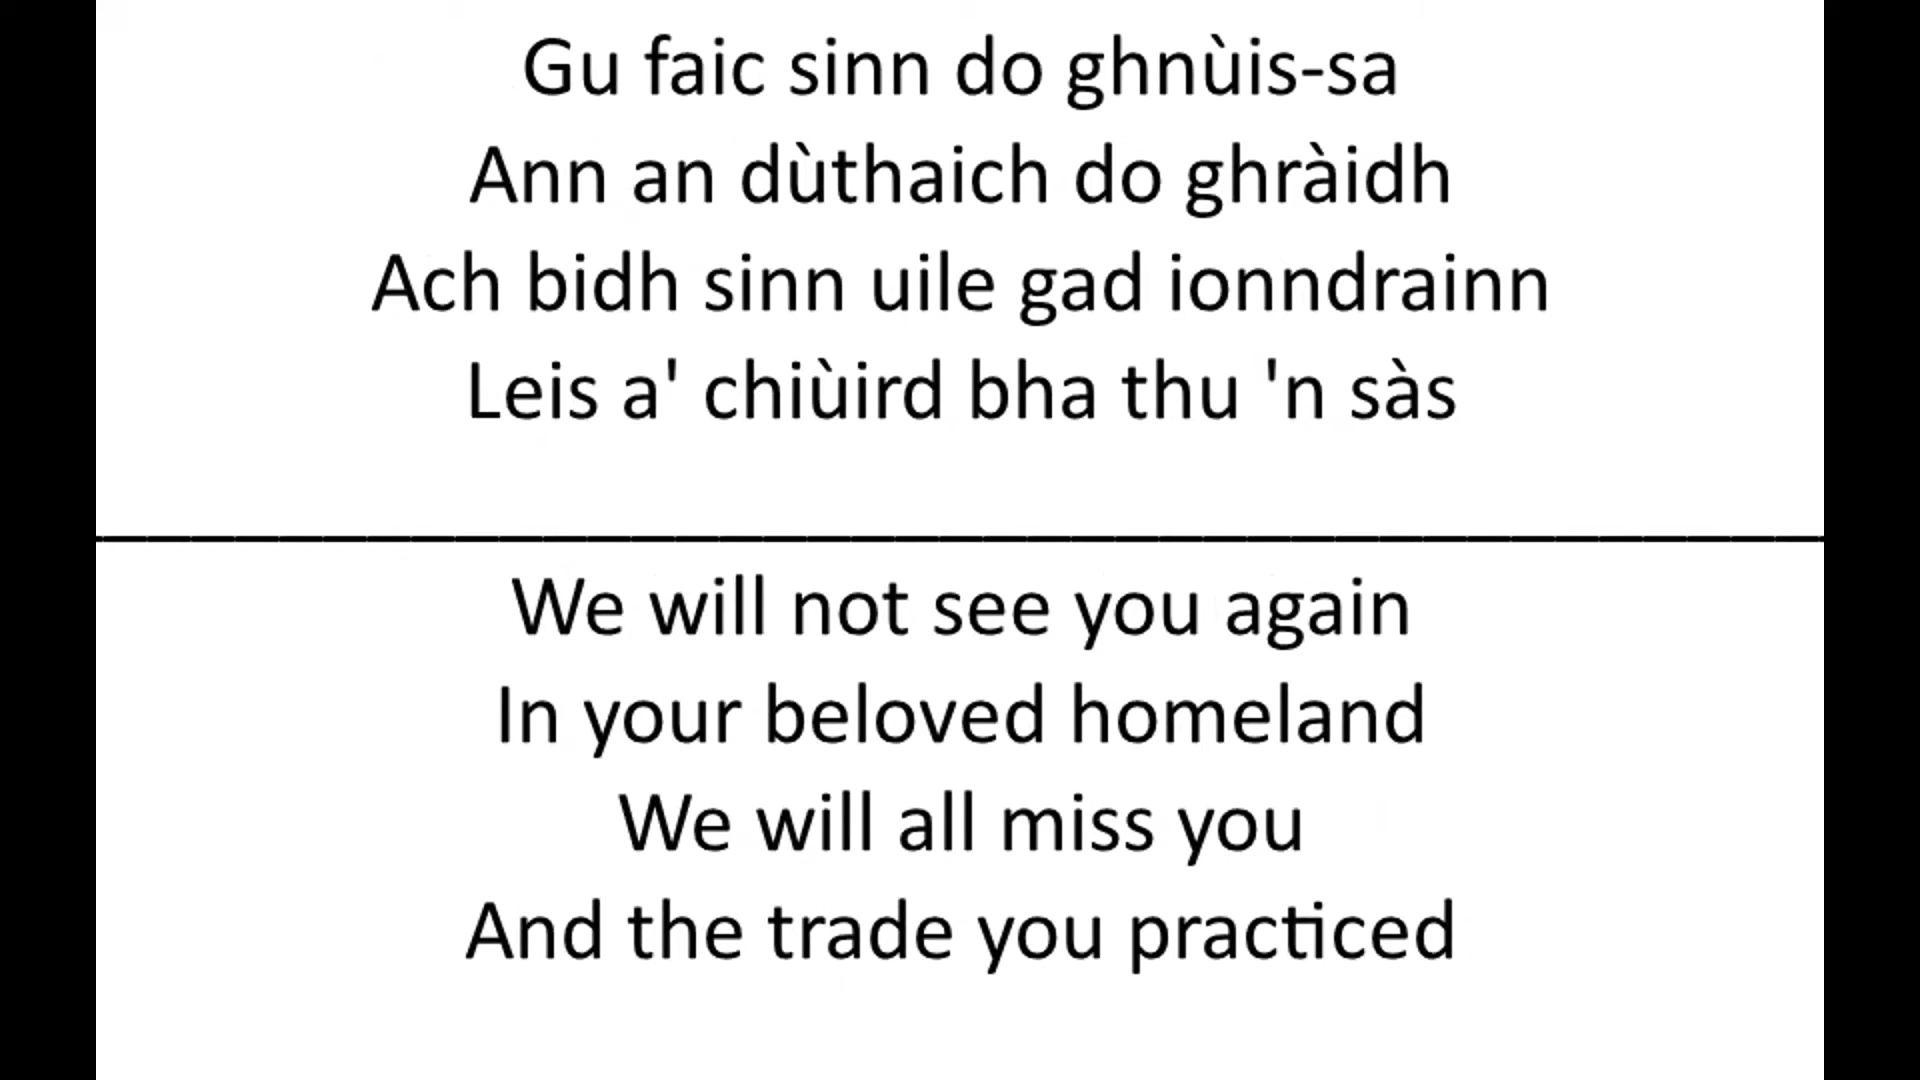 Gu faic sinn do ghnùis-sa
Ann an dùthaich do ghràidh
Ach bidh sinn uile gad ionndrainn
Leis a' chiùird bha thu 'n sàs
We will not see you again
In your beloved homeland
We will all miss you
And the trade you practiced